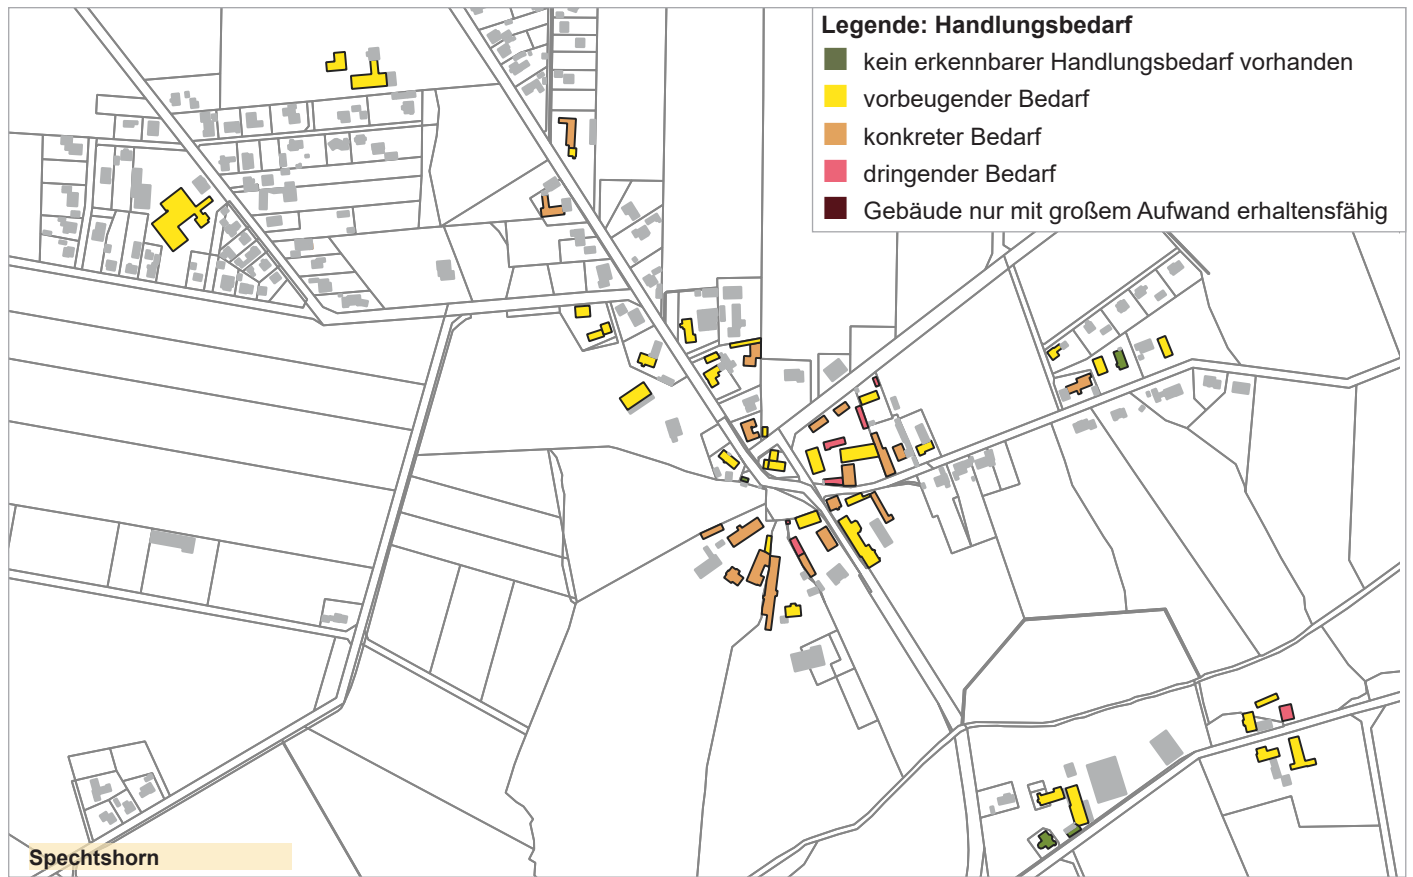 Legende: Handlungsbedarf
kein erkennbarer Handlungsbedarf vorhanden
vorbeugender Bedarf
konkreter Bedarf
dringender Bedarf
Gebäude nur mit großem Aufwand erhaltensfähig
Spechtshorn